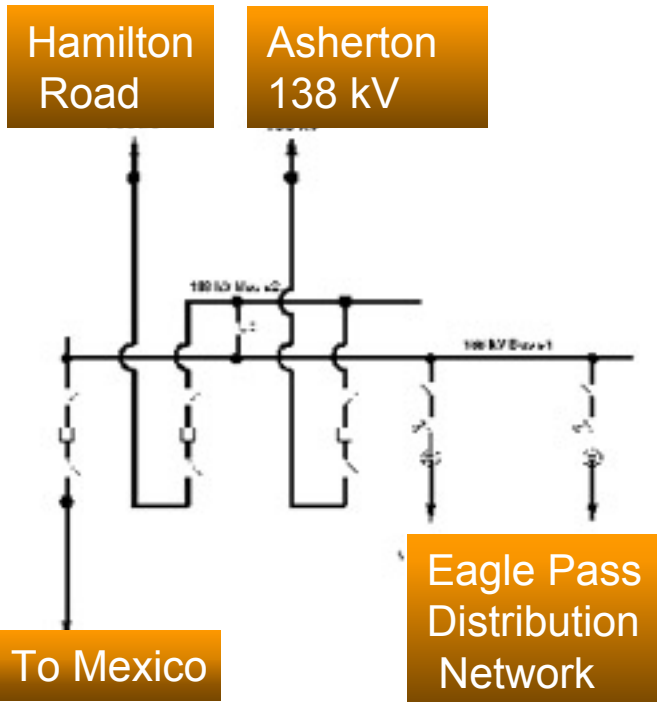 Hamilton
Road
Asherton
138 kV
To Mexico
Eagle Pass
Distribution
Network